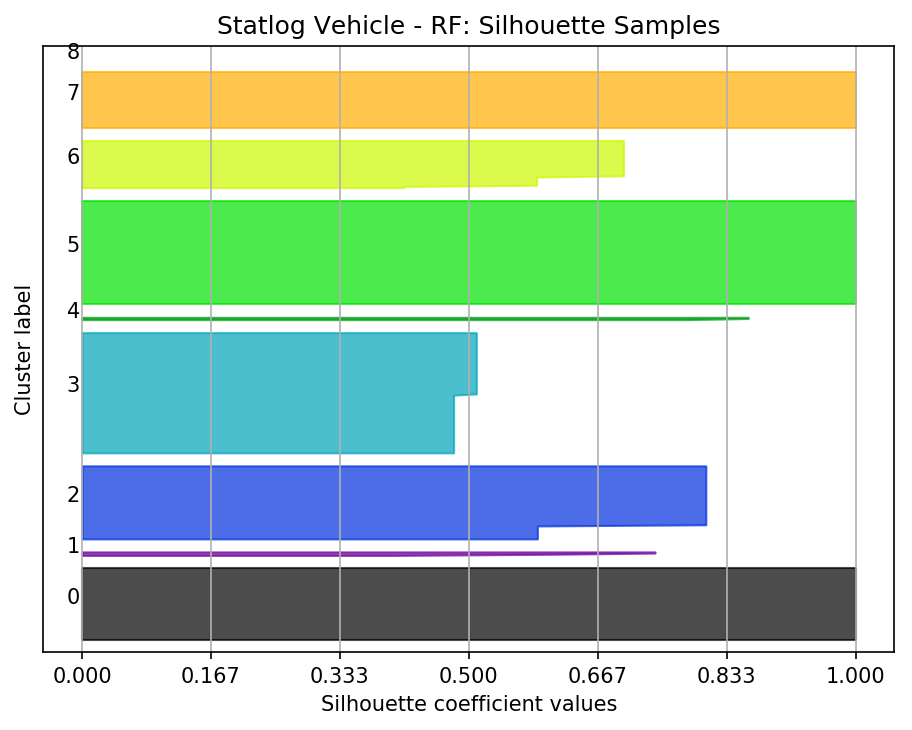 Statlog Vehicle - RF: Silhouette Samples
8
7
6
5
4
3
2
1
0
Cluster label
0.000 0.167 0.333 0.500 0.667 0.833 1.000
Silhouette coefficient values